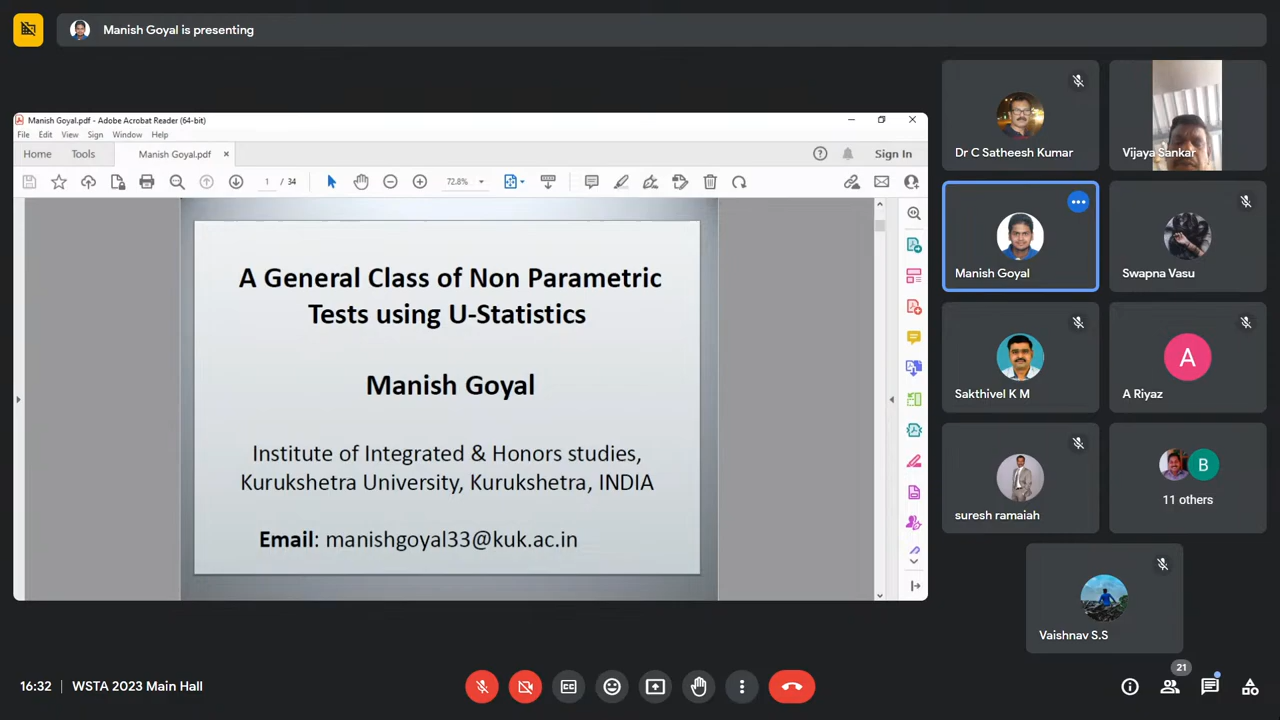 Manish Goyal is presenting
Manish Goyal.pdf - Adobe Acrobat Reader (64-bit)
File Edit View Sign Window Help
Home Tools Manish Goyal.pdf × Sign In
1 / 34 72.8%
A General Class of Non Parametric
Tests using U-Statistics
Manish Goyal
Institute of Integrated & Honors studies,
Kurukshetra University, Kurukshetra, INDIA
Email: manishgoyal33@kuk.ac.in
Dr C Satheesh Kumar
Vijaya Sankar
Manish Goyal
Swapna Vasu
Sakthivel K M
A
A Riyaz
suresh ramaiah
B
11 others
Vaishnav S.S
16:32 | WSTA 2023 Main Hall
CC
21